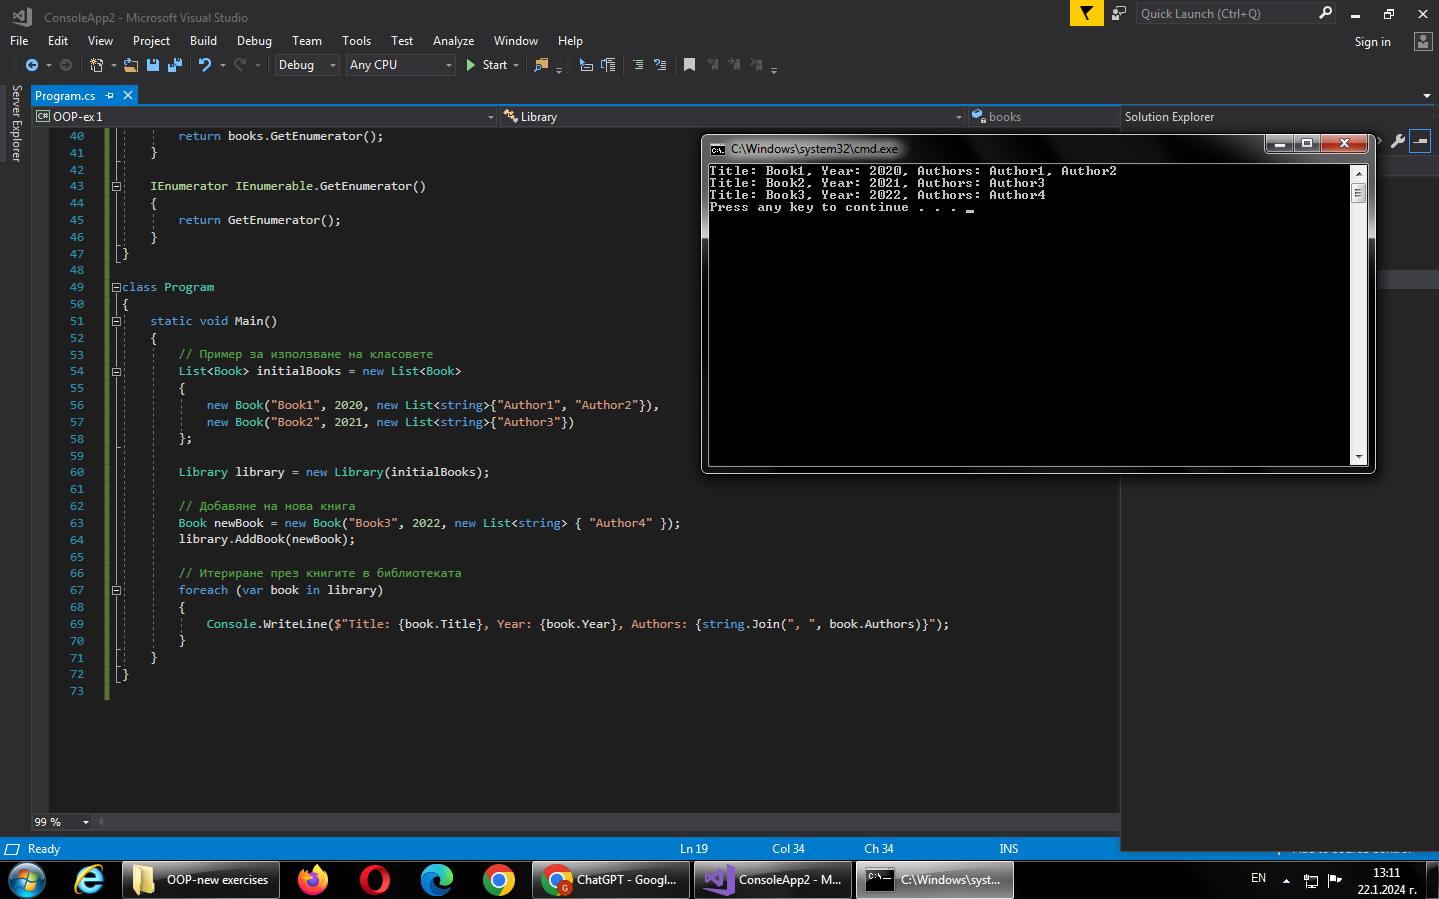 ConsoleApp2 - Microsoft Visual Studio
Quick Launch (Ctrl+Q)
File Edit View Project Build Debug Team Tools Test Analyze Window Help
Sign in
Debug Any CPU Start
Server Explorer
Program.cs
C# OOP-ex1 Library books
Solution Explorer
40 return books.GetEnumerator();
41 }
42
43 IEnumerator IEnumerable.GetEnumerator()
44 {
45 return GetEnumerator();
46 }
47 }
48
49 class Program
50 {
51 static void Main()
52 {
53 // Пример за използване на класовете
54 List<Book> initialBooks = new List<Book>
55 {
56 new Book("Book1", 2020, new List<string>{"Author1", "Author2"}),
57 new Book("Book2", 2021, new List<string>{"Author3"})
58 };
59
60 Library library = new Library(initialBooks);
61
62 // Добавяне на нова книга
63 Book newBook = new Book("Book3", 2022, new List<string> { "Author4" });
64 library.AddBook(newBook);
65
66 // Итериране през книгите в библиотеката
67 foreach (var book in library)
68 {
69 Console.WriteLine($"Title: {book.Title}, Year: {book.Year}, Authors: {string.Join(", ", book.Authors)}");
70 }
71 }
72 }
73
C:\Windows\system32\cmd.exe
Title: Book1, Year: 2020, Authors: Author1, Author2
Title: Book2, Year: 2021, Authors: Author3
Title: Book3, Year: 2022, Authors: Author4
Press any key to continue . . .
99 %
Ready Ln 19 Col 34 Ch 34 INS
OOP-new exercises
ChatGPT - Googl...
ConsoleApp2 - M...
C:\Windows\syst...
EN
13:11
22.1.2024 г.